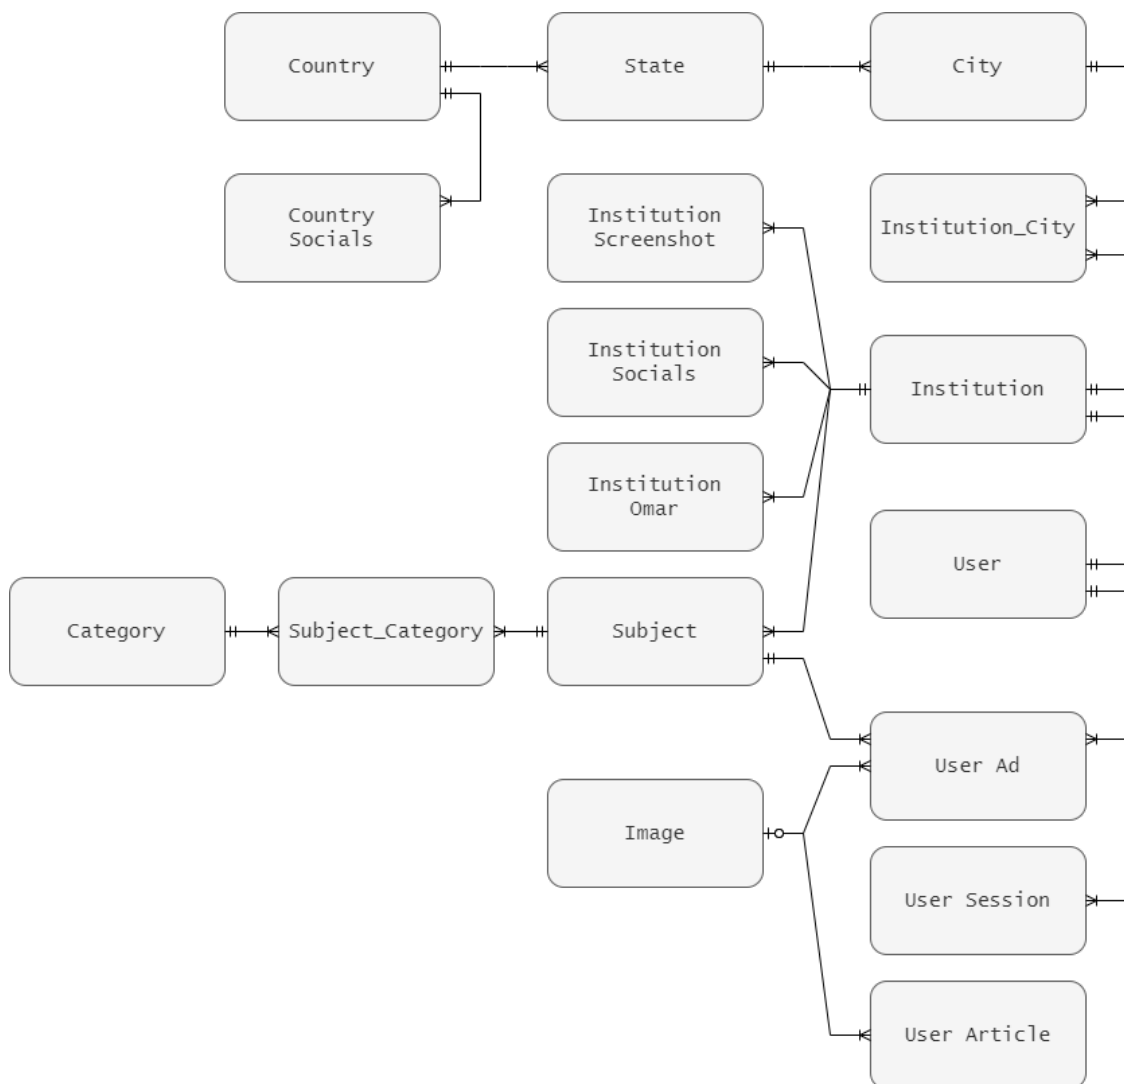 Country
State
City
Country
Socials
Institution
Screenshot
Institution_City
Institution
Socials
Institution
Institution
Omar
User
Category
Subject_Category
Subject
User Ad
Image
User Session
User Article